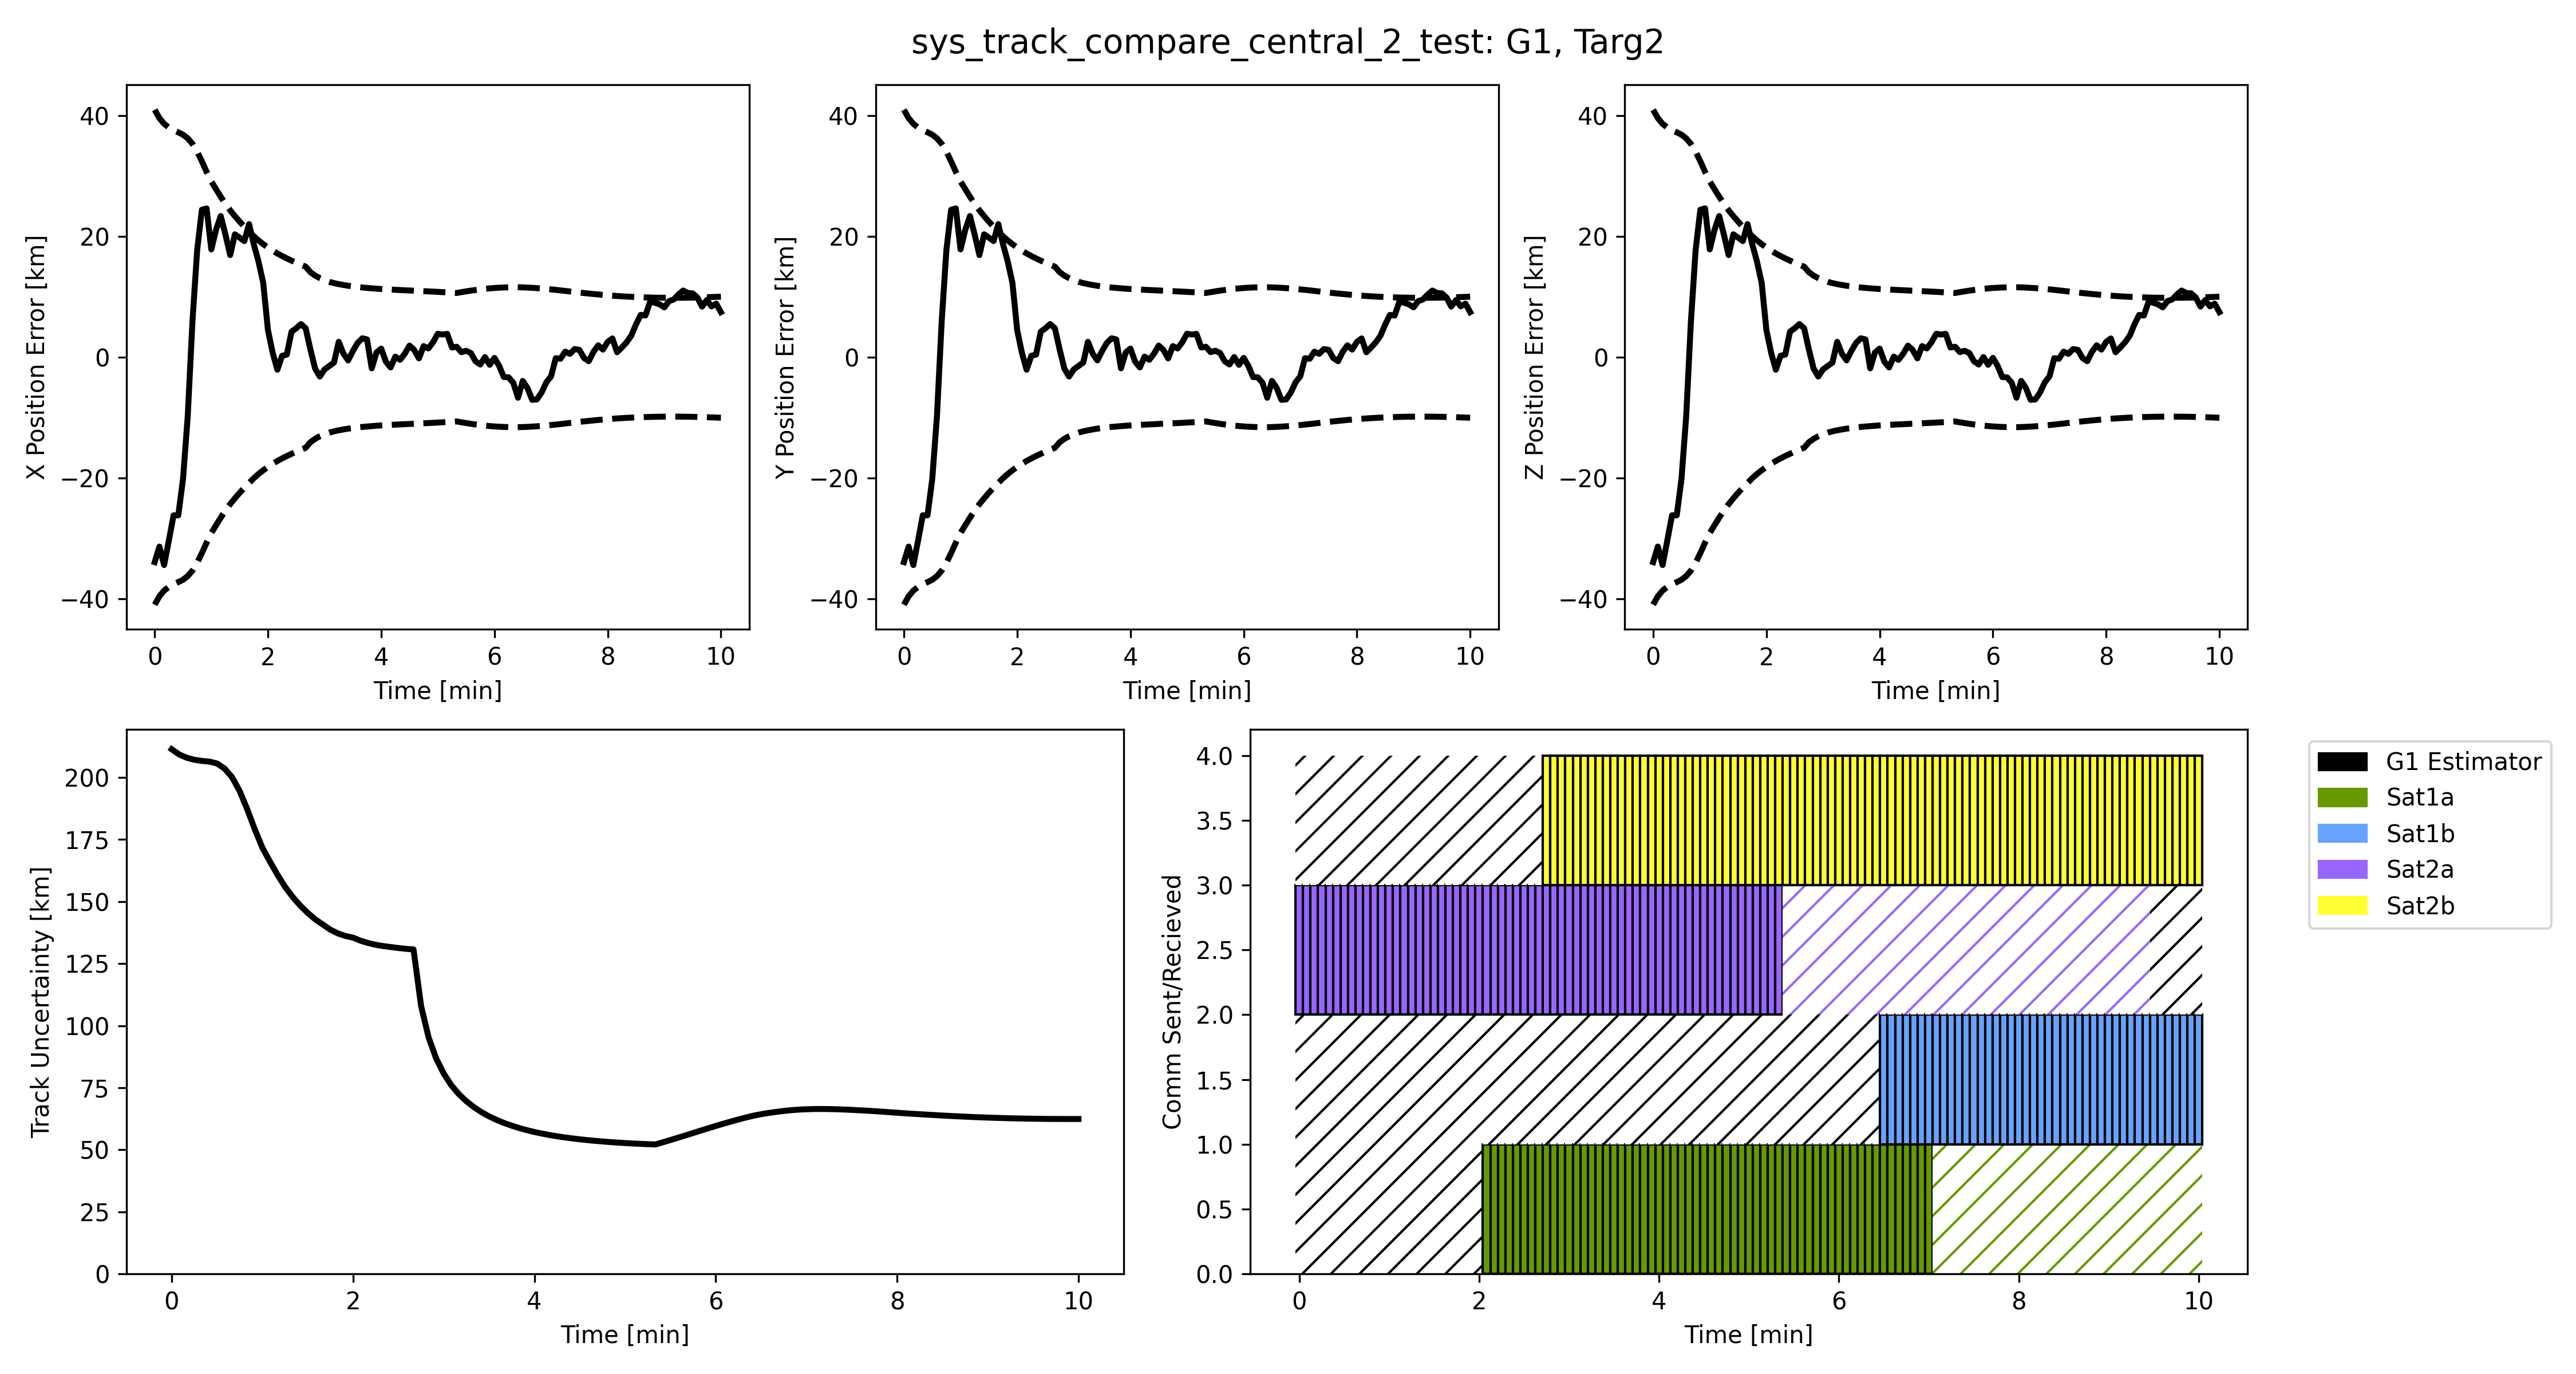 sys_track_compare_central_2_test: G1, Targ2
X Position Error [km]
40
20
0
−20
−40
0 2 4 6 8 10
Time [min]
Y Position Error [km]
40
20
0
−20
−40
0 2 4 6 8 10
Time [min]
Z Position Error [km]
40
20
0
−20
−40
0 2 4 6 8 10
Time [min]
Track Uncertainty [km]
200
175
150
125
100
75
50
25
0
0 2 4 6 8 10
Time [min]
Comm Sent/Recieved
4.0
3.5
3.0
2.5
2.0
1.5
1.0
0.5
0.0
0 2 4 6 8 10
Time [min]
G1 Estimator
Sat1a
Sat1b
Sat2a
Sat2b